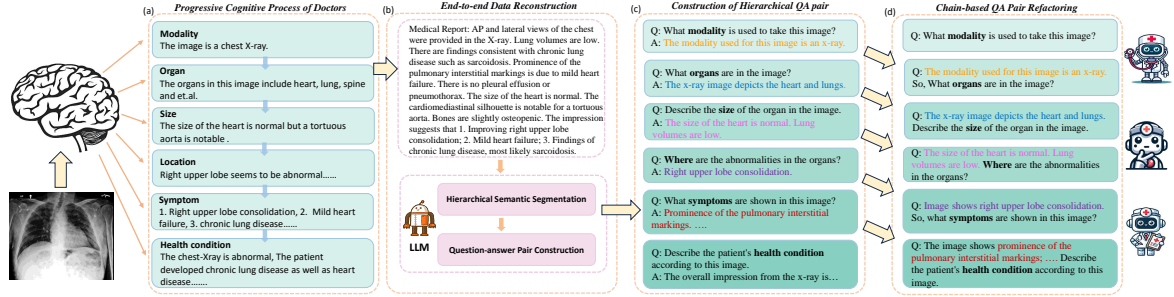 (a)
Progressive Cognitive Process of Doctors
Modality
The image is a chest X-ray.
Organ
The organs in this image include heart, lung, spine
and et.al.
Size
The size of the heart is normal but a tortuous
aorta is notable .
Location
Right upper lobe seems to be abnormal……
Symptom
1. Right upper lobe consolidation, 2. Mild heart
failure, 3. chronic lung disease……
Health condition
The chest-Xray is abnormal, The patient
developed chronic lung disease as well as heart
disease…….
(b)
End-to-end Data Reconstruction
Medical Report: AP and lateral views of the chest
were provided in the X-ray. Lung volumes are low.
There are findings consistent with chronic lung
disease such as sarcoidosis. Prominence of the
pulmonary interstitial markings is due to mild heart
failure. There is no pleural effusion or
pneumothorax. The size of the heart is normal. The
cardiomediastinal silhouette is notable for a tortuous
aorta. Bones are slightly osteopenic. The impression
suggests that 1. Improving right upper lobe
consolidation; 2. Mild heart failure; 3. Findings of
chronic lung disease, most likely sarcoidosis.
LLM
Hierarchical Semantic Segmentation
Question-answer Pair Construction
(c)
Construction of Hierarchical QA pair
Q: What modality is used to take this image?
A: The modality used for this image is an x-ray.
Q: What organs are in the image?
A: The x-ray image depicts the heart and lungs.
Q: Describe the size of the organ in the image.
A: The size of the heart is normal. Lung
volumes are low.
Q: Where are the abnormalities in the organs?
A: Right upper lobe consolidation.
Q: What symptoms are shown in this image?
A: Prominence of the pulmonary interstitial
markings. ….
Q: Describe the patient's health condition
according to this image.
A: The overall impression from the x-ray is…
(d)
Chain-based QA Pair Refactoring
Q: What modality is used to take this image?
Q: The modality used for this image is an x-ray.
So, What organs are in the image?
Q: The x-ray image depicts the heart and lungs.
Describe the size of the organ in the image.
Q: The size of the heart is normal. Lung
volumes are low. Where are the abnormalities
in the organs?
Q: Image shows right upper lobe consolidation.
So, what symptoms are shown in this image?
Q: The image shows prominence of the
pulmonary interstitial markings; …. Describe
the patient's health condition according to this
image.